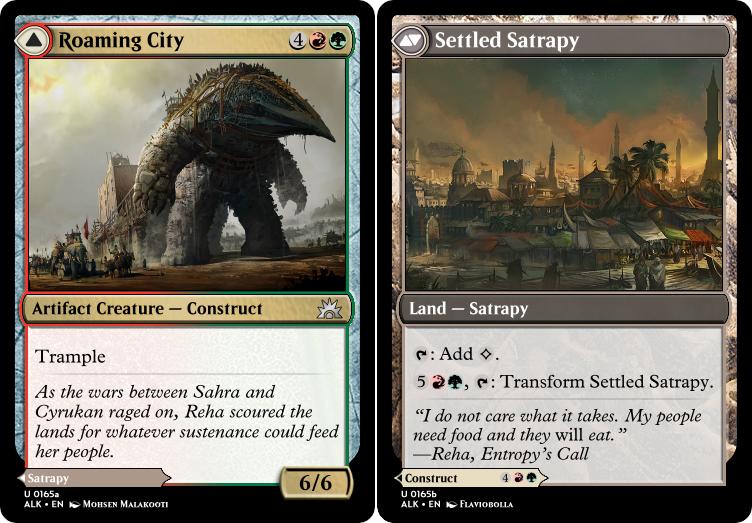 Roaming City
4
Artifact Creature — Construct
Trample
As the wars between Sahra and
Cyrukan raged on, Reha scoured the
lands for whatever sustenance could feed
her people.
Satrapy
6/6
U 0165a
ALK • EN Mohsen Malakooti
Settled Satrapy
Land — Satrapy
: Add .
5 , : Transform Settled Satrapy.
“I do not care what it takes. My people
need food and they will eat.”
—Reha, Entropy's Call
Construct 4
U 0165b
ALK • EN Flaviobolla